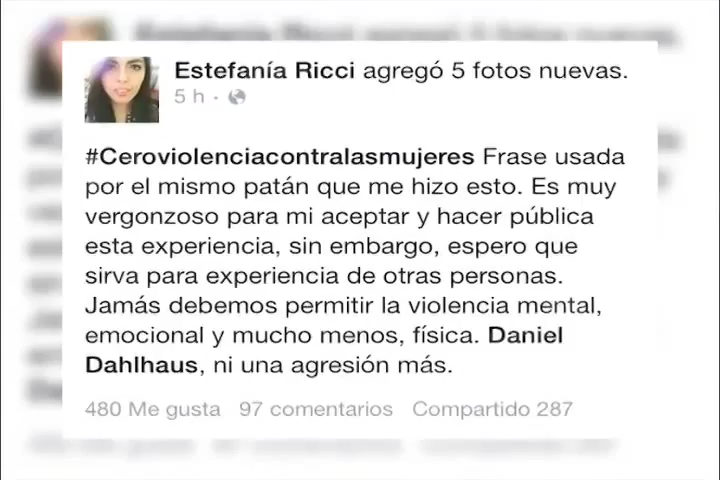 Estefanía Ricci agregó 5 fotos nuevas.
5 h ·
#Ceroviolenciacontralasmujeres Frase usada
por el mismo patán que me hizo esto. Es muy
vergonzoso para mi aceptar y hacer pública
esta experiencia, sin embargo, espero que
sirva para experiencia de otras personas.
Jamás debemos permitir la violencia mental,
emocional y mucho menos, física. Daniel
Dahlhaus, ni una agresión más.
480 Me gusta 97 comentarios Compartido 287